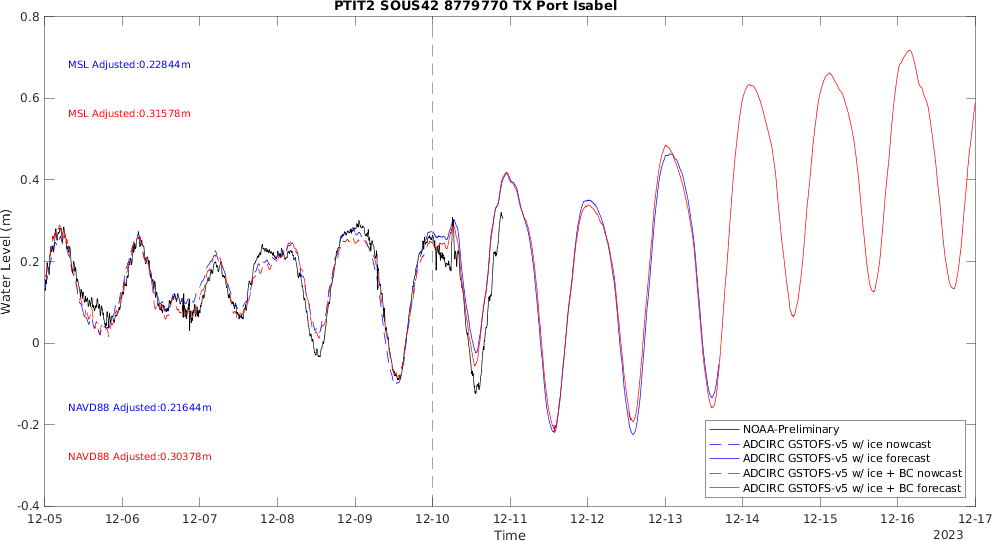 PTIT2 SOUS42 8779770 TX Port Isabel
0.8
0.6
0.4
0.2
0
-0.2
-0.4
Water Level (m)
MSL Adjusted:0.22844m
MSL Adjusted:0.31578m
NAVD88 Adjusted:0.21644m
NAVD88 Adjusted:0.30378m
NOAA-Preliminary
ADCIRC GSTOFS-v5 w/ ice nowcast
ADCIRC GSTOFS-v5 w/ ice forecast
ADCIRC GSTOFS-v5 w/ ice + BC nowcast
ADCIRC GSTOFS-v5 w/ ice + BC forecast
12-05 12-06 12-07 12-08 12-09 12-10 12-11 12-12 12-13 12-14 12-15 12-16 12-17
Time
2023